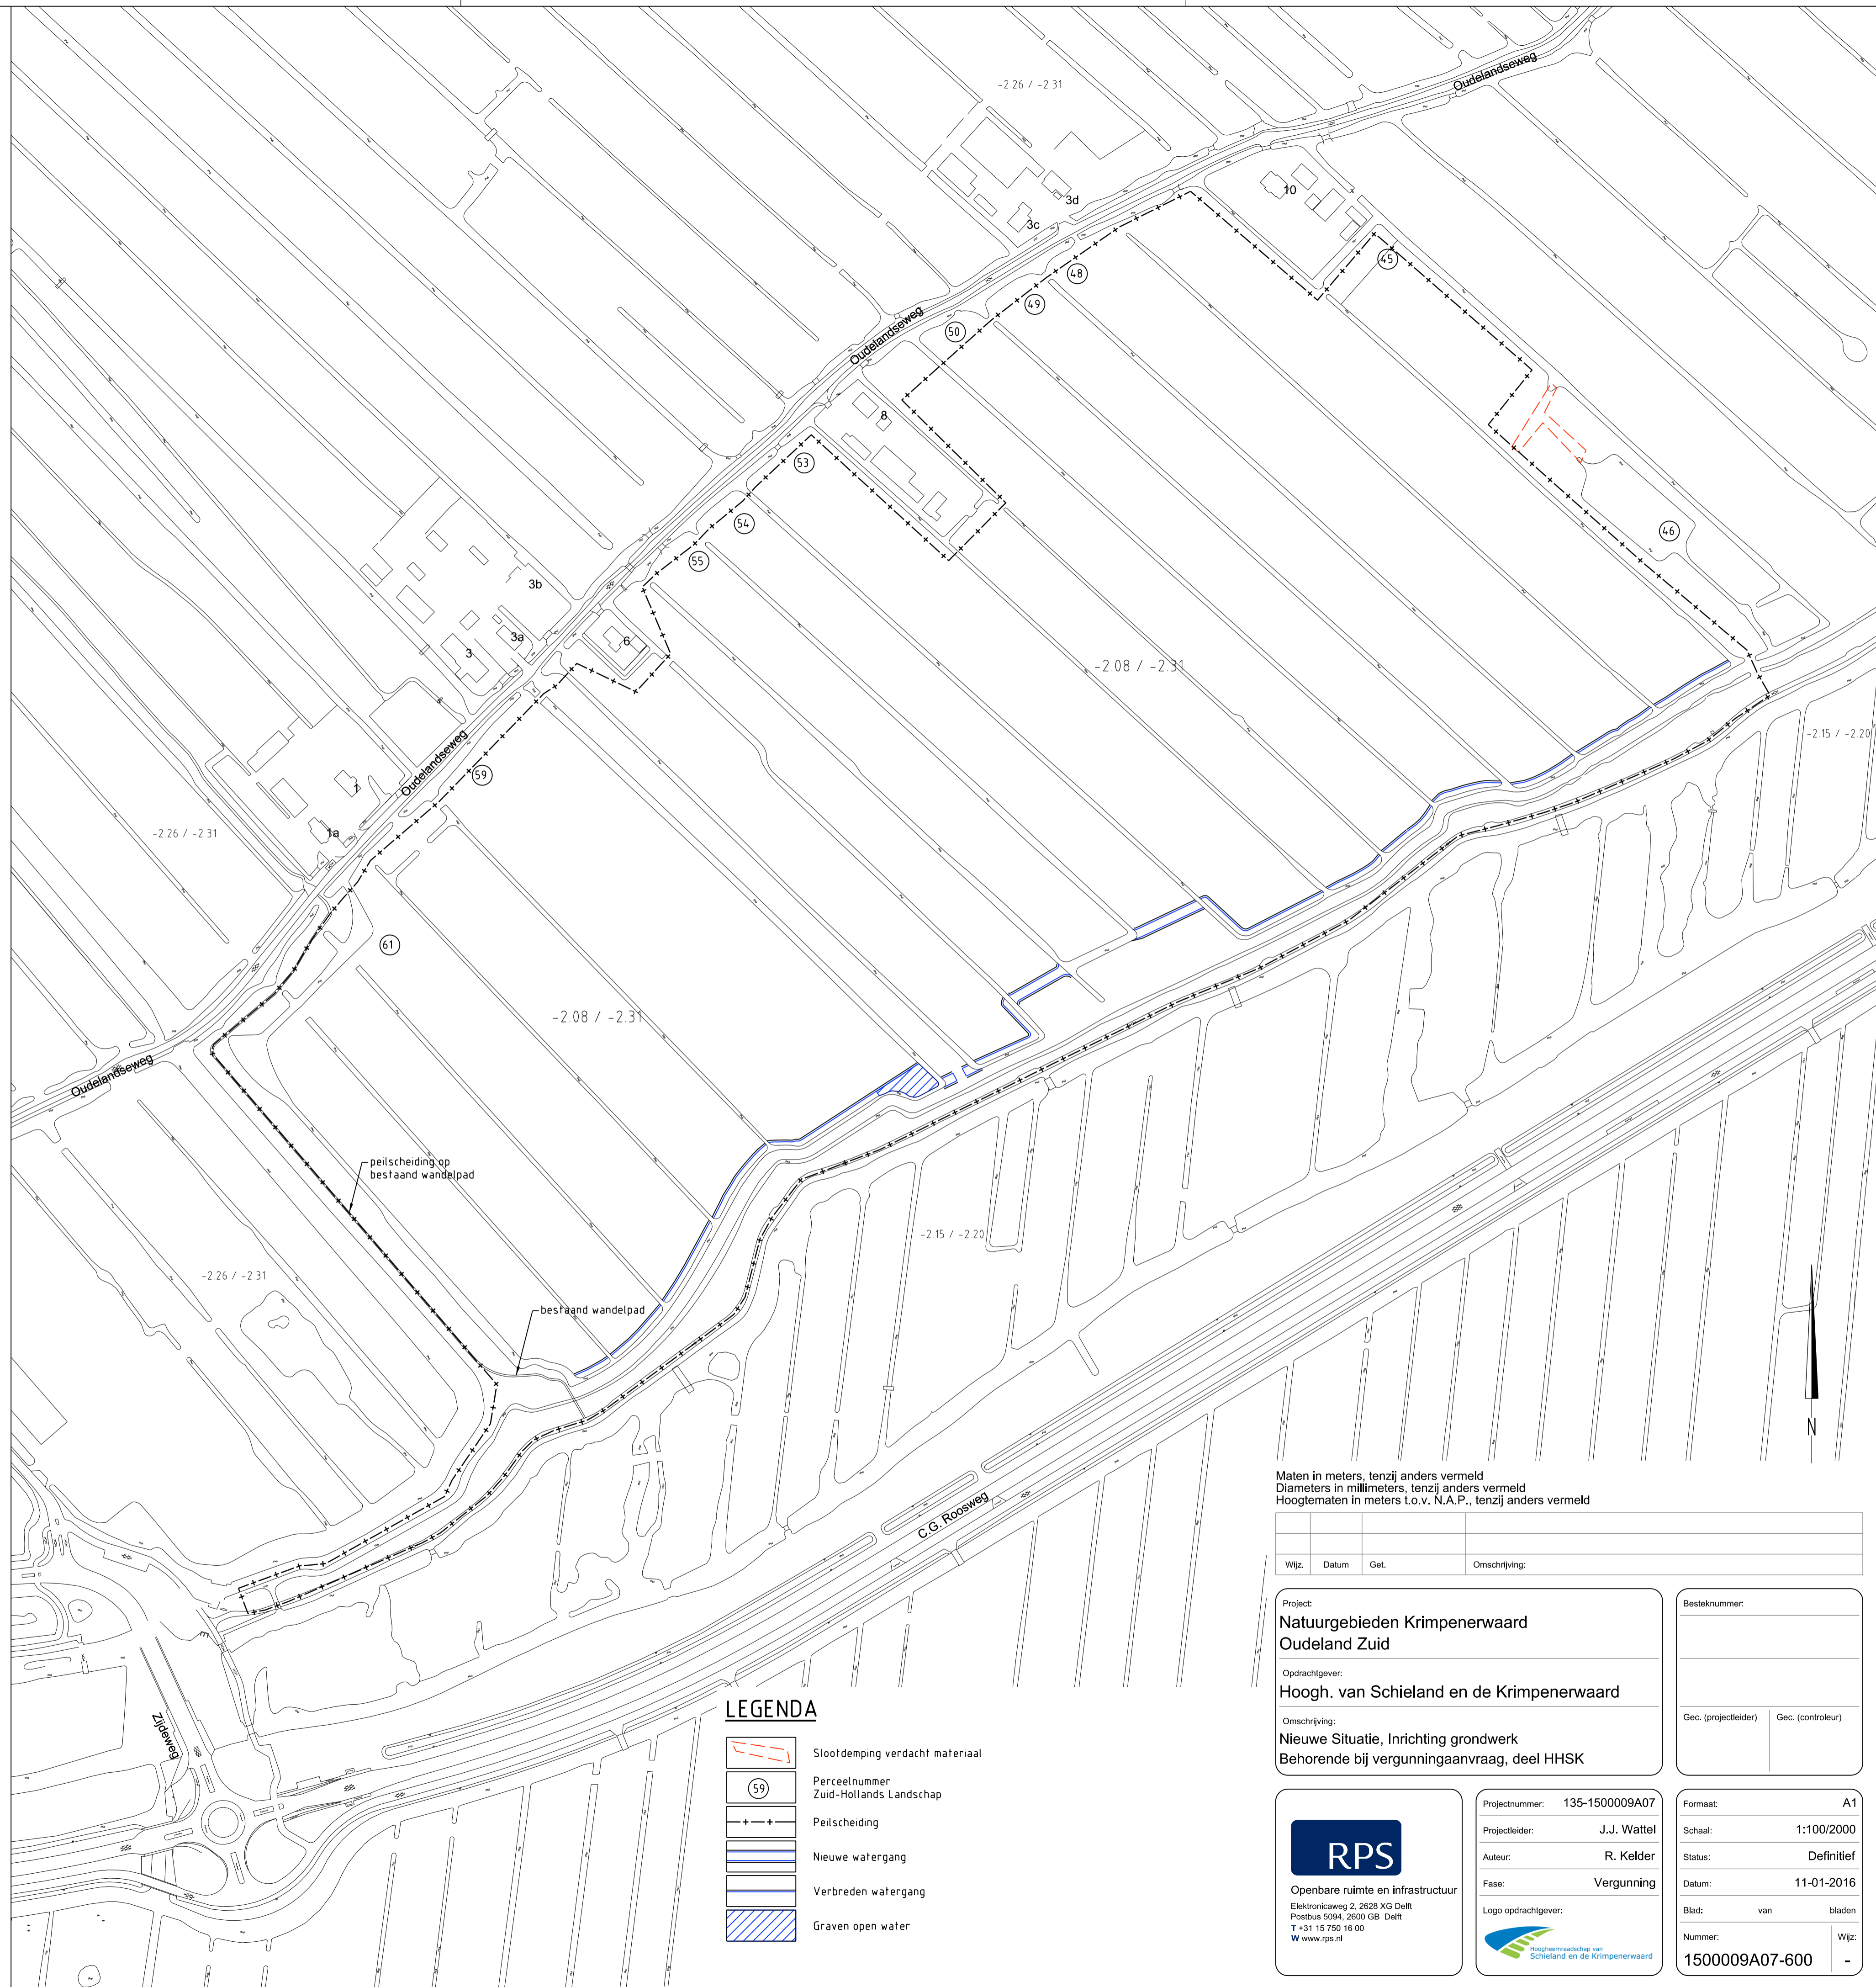 Oudelandseweg
-2.26 / -2.31
10
3d
3c
45
48
49
50
Oudelandseweg
8
53
46
54
55
3b
3a
6
3
-2.08 / -2.31
-2.15 / -2.20
Oudelandseweg
59
1
1a
-2.26 / -2.31
61
-2.08 / -2.31
Oudelandseweg
peilscheiding op
bestaand wandelpad
-2.15 / -2.20
-2.26 / -2.31
bestaand wandelpad
N
C.G. Roosweg
Zijdeweg
Maten in meters, tenzij anders vermeld
Diameters in millimeters, tenzij anders vermeld
Hoogtematen in meters t.o.v. N.A.P., tenzij anders vermeld
Wijz. Datum Get. Omschrijving:
Project:
Natuurgebieden Krimpenerwaard
Oudeland Zuid
Opdrachtgever:
Hoogh. van Schieland en de Krimpenerwaard
Omschrijving:
Nieuwe Situatie, Inrichting grondwerk
Behorende bij vergunningaanvraag, deel HHSK
Besteknummer:
Gec. (projectleider) Gec. (controleur)
LEGENDA
Slootdemping verdacht materiaal
59
Perceelnummer
Zuid-Hollands Landschap
Peilscheiding
Nieuwe watergang
Verbreden watergang
Graven open water
RPS
Openbare ruimte en infrastructuur
Elektronicaweg 2, 2628 XG Delft
Postbus 5094, 2600 GB Delft
T +31 15 750 16 00
W www.rps.nl
Projectnummer: 135-1500009A07
Projectleider: J.J. Wattel
Auteur: R. Kelder
Fase: Vergunning
Logo opdrachtgever:
Hoogheemraadschap van
Schieland en de Krimpenerwaard
Formaat: A1
Schaal: 1:100/2000
Status: Definitief
Datum: 11-01-2016
Blad: van bladen
Nummer: Wijz:
1500009A07-600 -